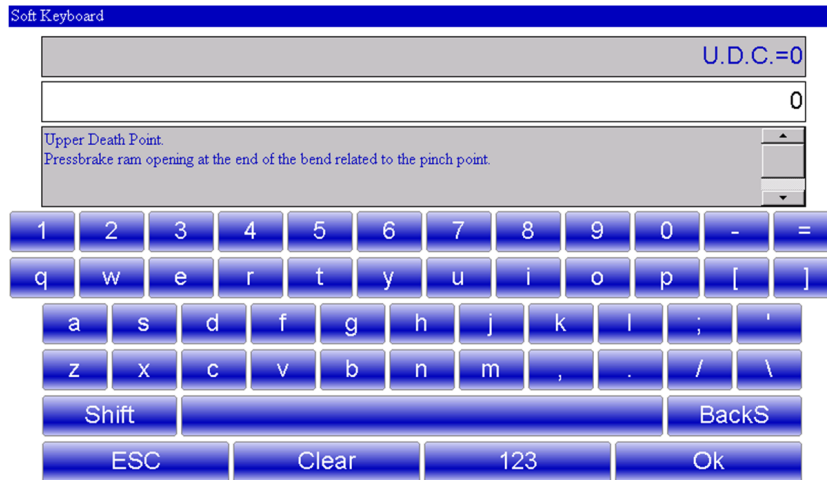 Soft Keyboard
U.D.C.=0
0
Upper Death Point.
Pressbrake ram opening at the end of the bend related to the pinch point.
1 2 3 4 5 6 7 8 9 0 - =
q w e r t y u i o p [ ]
a s d f g h j k l ; '
z x c v b n m , . / \
Shift BackS
ESC Clear 123 Ok